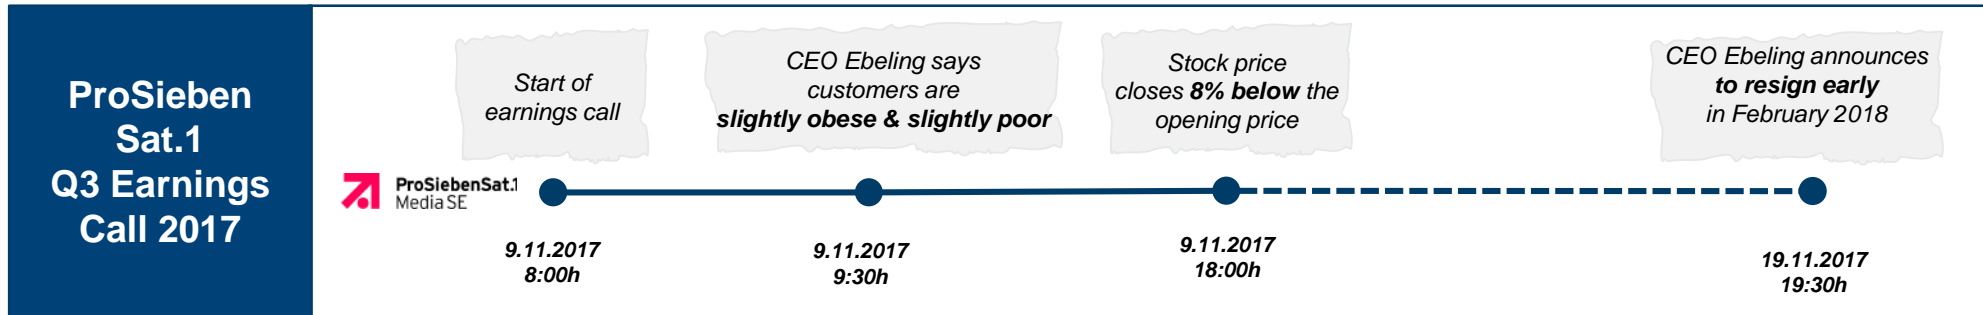 ProSieben
Sat.1
Q3 Earnings
Call 2017
ProSiebenSat.1
Media SE
Start of
earnings call
9.11.2017
8:00h
CEO Ebeling says
customers are
slightly obese & slightly poor
9.11.2017
9:30h
Stock price
closes 8% below the
opening price
9.11.2017
18:00h
CEO Ebeling announces
to resign early
in February 2018
19.11.2017
19:30h